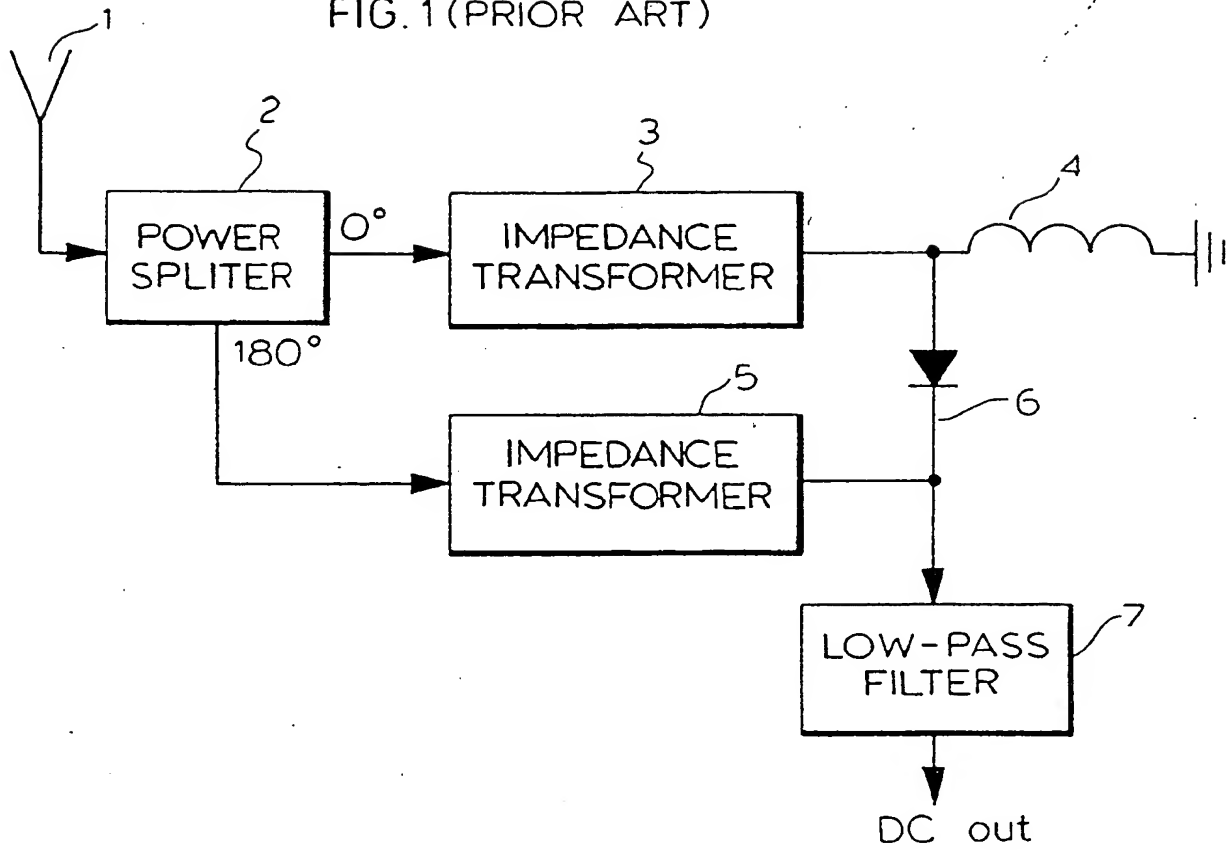 FIG. 1 (PRIOR ART)
1
2
3
4
POWER
SPLITER
0°
IMPEDANCE
TRANSFORMER
180°
5
6
IMPEDANCE
TRANSFORMER
7
LOW-PASS
FILTER
DC out